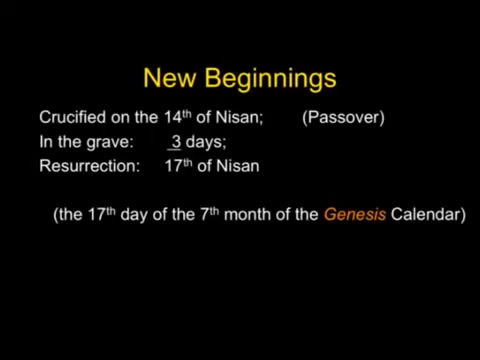 New Beginnings
Crucified on the 14th of Nisan; (Passover)
In the grave: 3 days;
Resurrection: 17th of Nisan
(the 17th day of the 7th month of the Genesis Calendar)